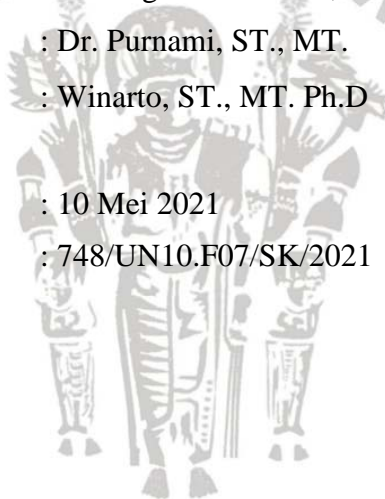 : Dr. Purnami, ST., MT.
: Winarto, ST., MT. Ph.D
: 10 Mei 2021
: 748/UN10.F07/SK/2021